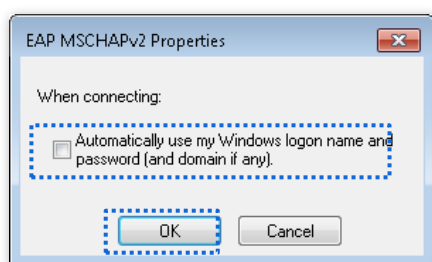 EAP MSCHAPv2 Properties
When connecting:
Automatically use my Windows logon name and
password (and domain if any).
OK
Cancel